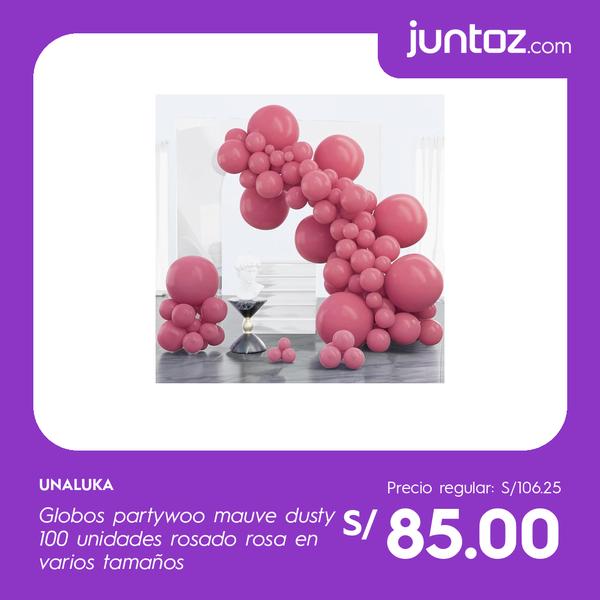 juntoz.com
UNALUKA
Globos partywoo mauve dusty
100 unidades rosado rosa en
varios tamaños
Precio regular: S/106.25
S/ 85.00